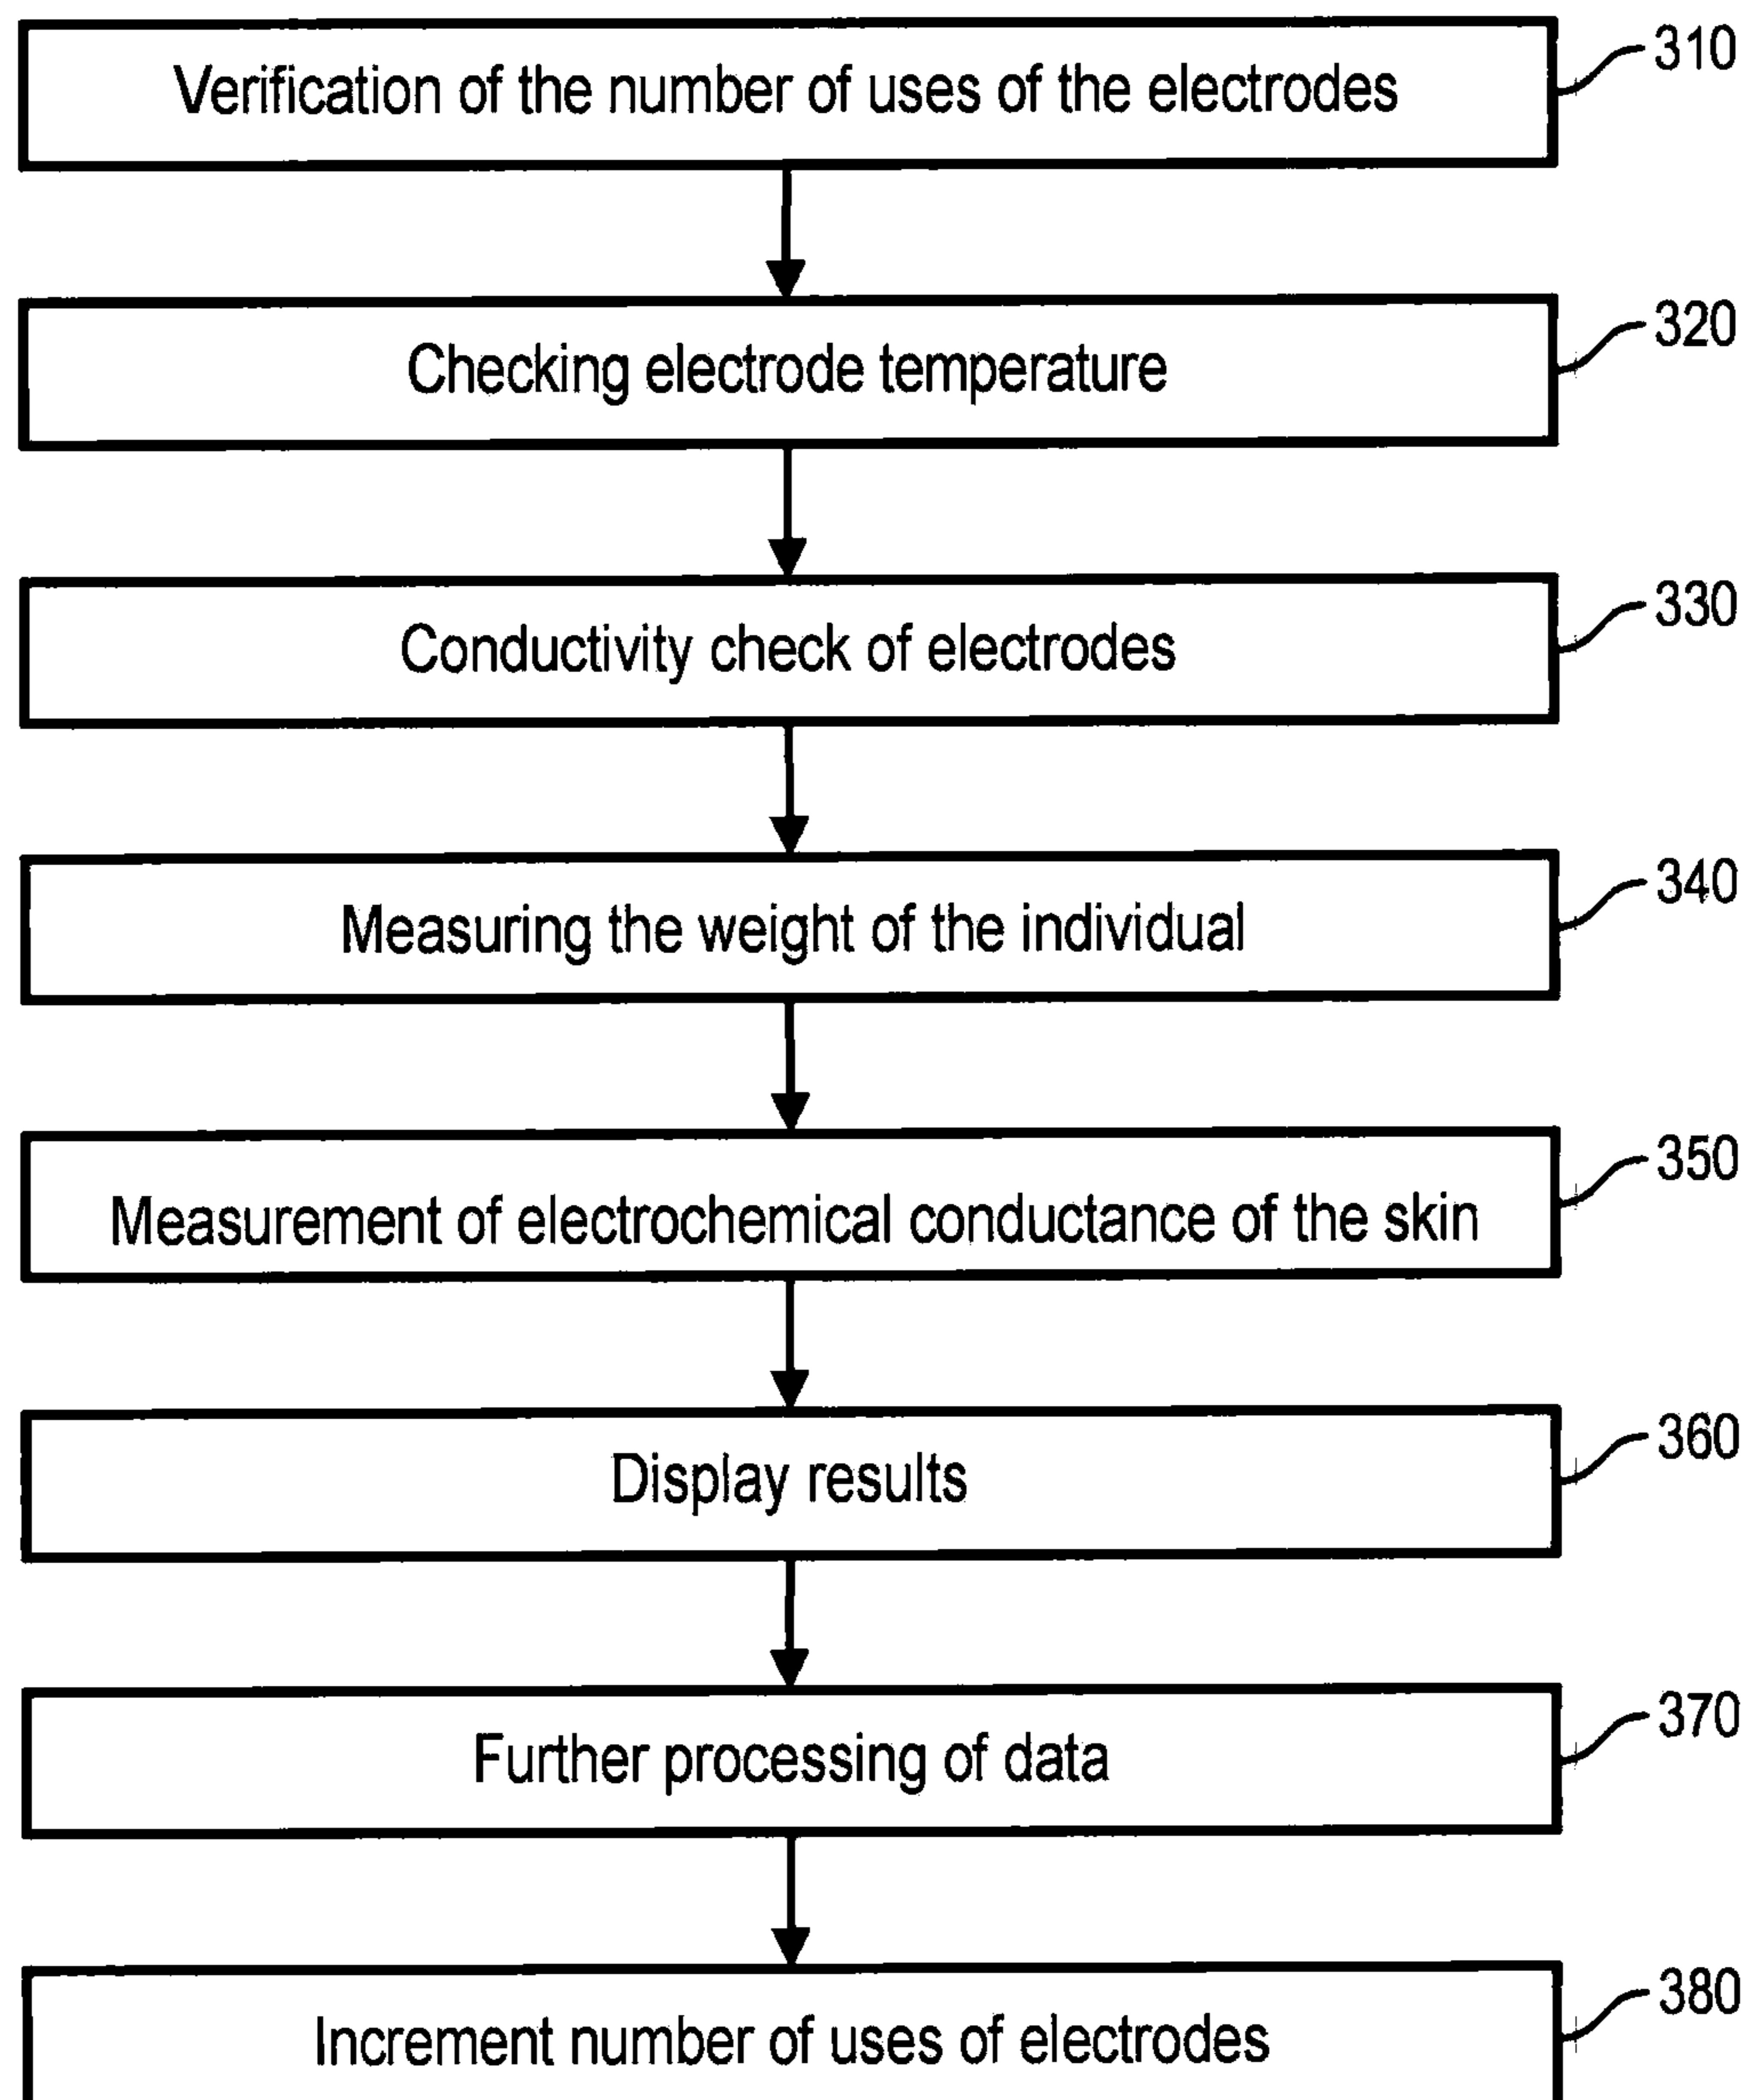 310
Verification of the number of uses of the electrodes
320
Checking electrode temperature
330
Conductivity check of electrodes
340
Measuring the weight of the individual
350
Measurement of electrochemical conductance of the skin
360
Display results
370
Further processing of data
380
Increment number of uses of electrodes